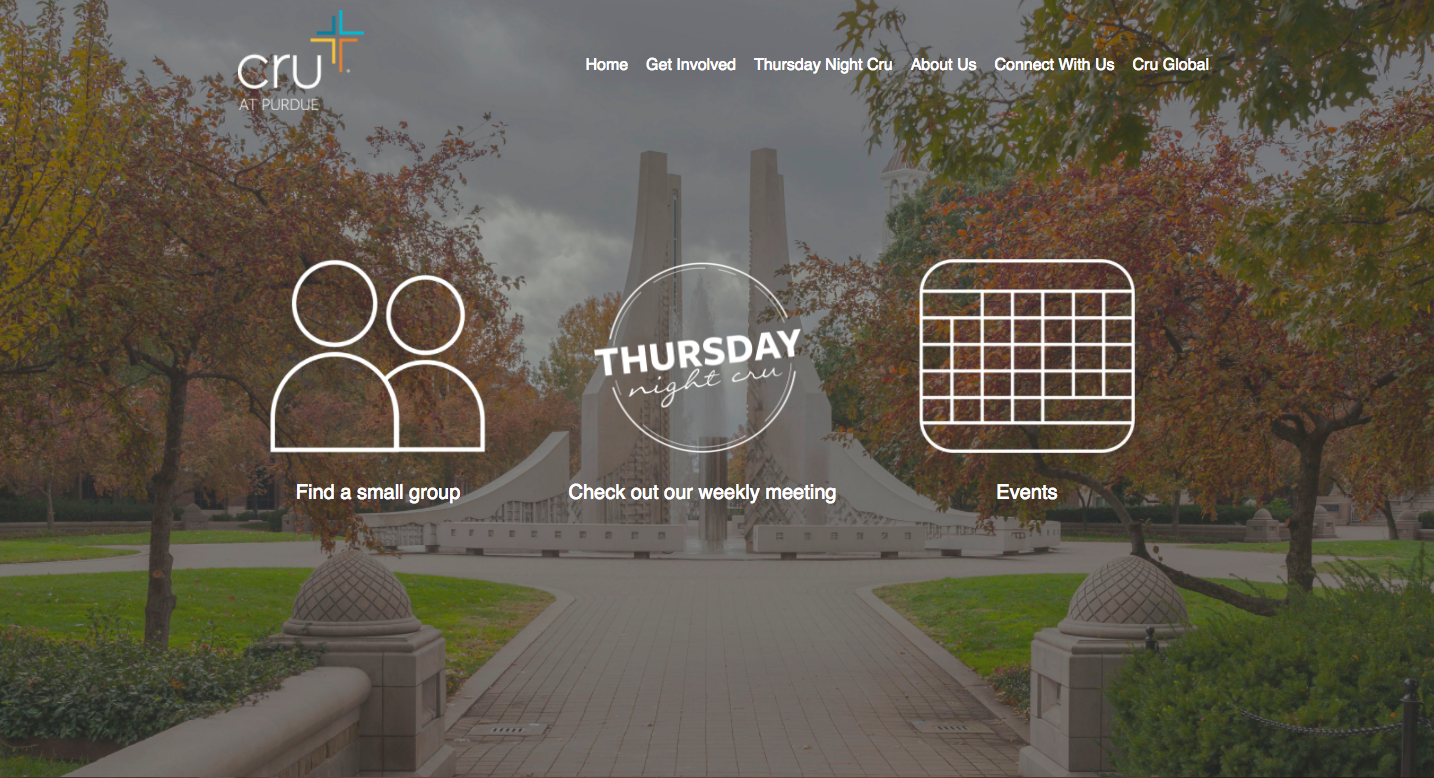 cru
AT PURDUE
Home Get Involved Thursday Night Cru About Us Connect With Us Cru Global
THURSDAY
night cru
Find a small group Check out our weekly meeting Events